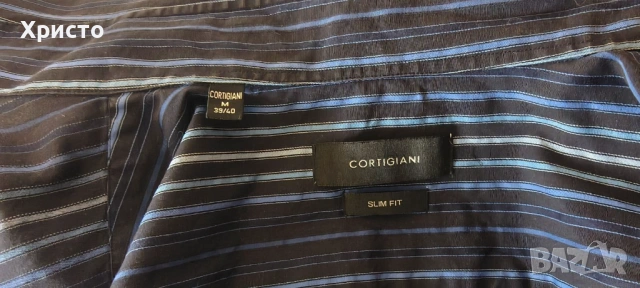 Христо
CORTIGIANI
M
39/40
CORTIGIANI
SLIM FIT
BAZAR